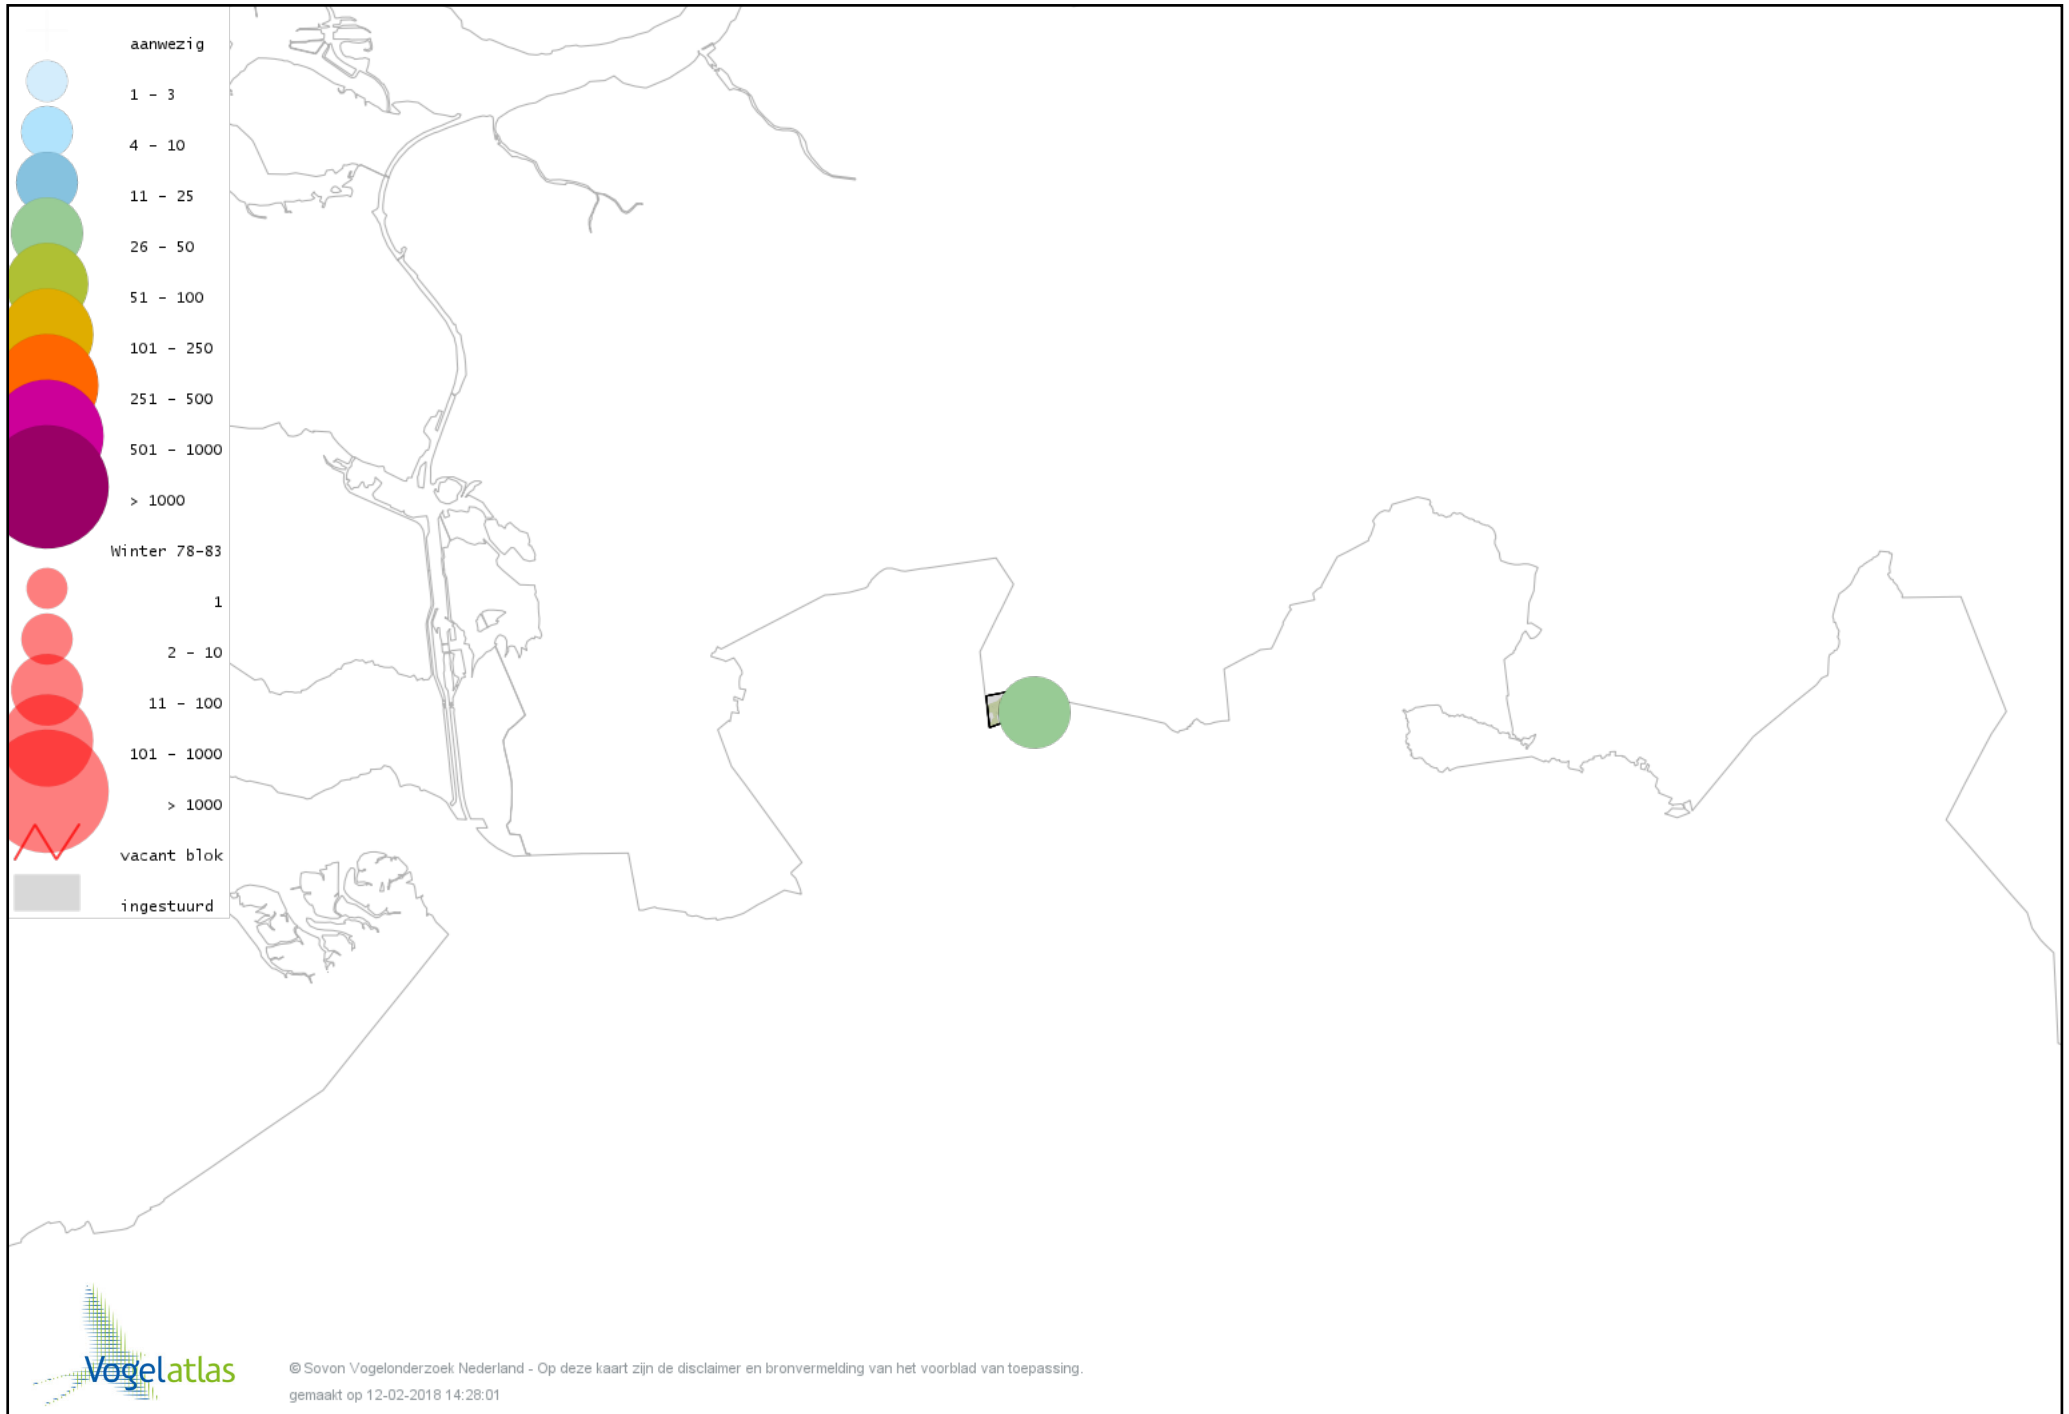 aanwezig
1 - 3
4 - 10
11 - 25
26 - 50
51 - 100
101 - 250
251 - 500
501 - 1000
> 1000
Winter 78-83
1
2 - 10
11 - 100
101 - 1000
> 1000
vacant blok
ingestuurd
Vogelatlas
© Sovon Vogelonderzoek Nederland - Op deze kaart zijn de disclaimer en bronvermelding van het voorblad van toepassing.
gemaakt op 12-02-2018 14:28:01